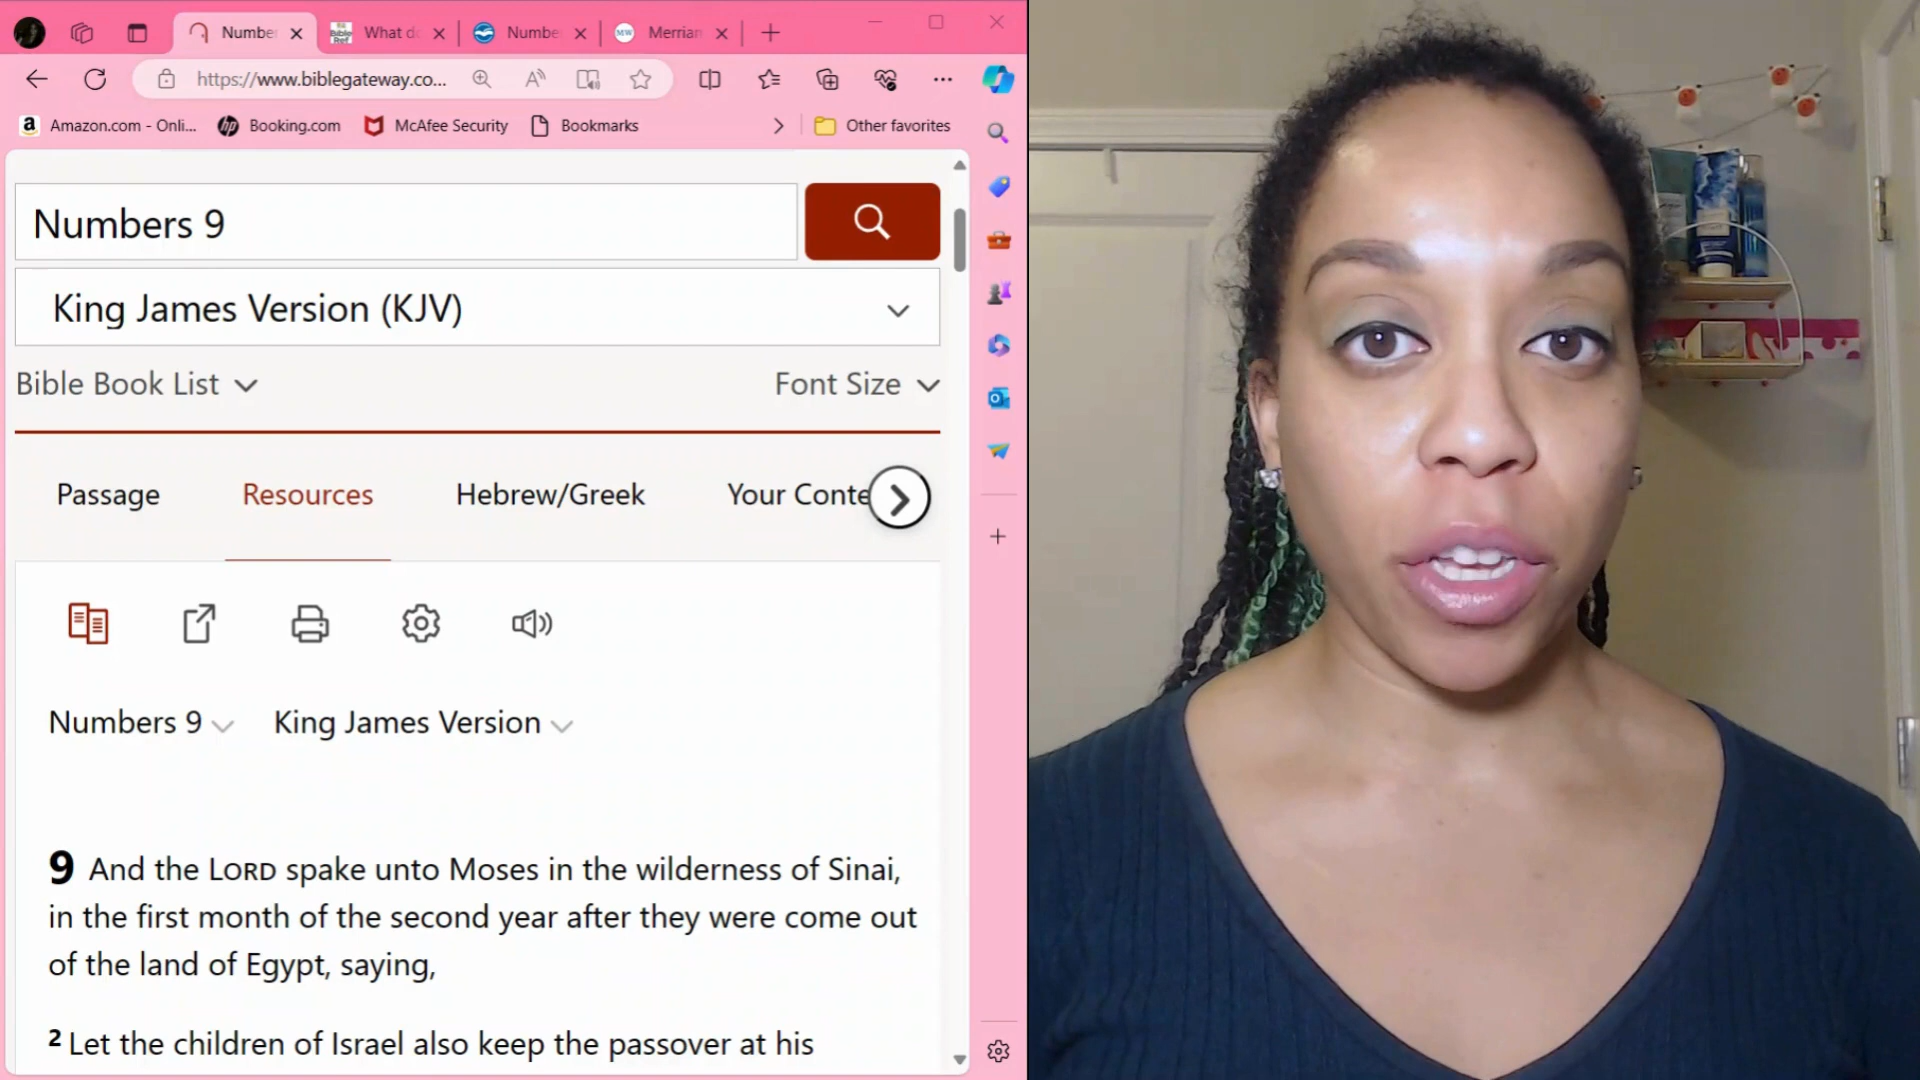 Number
What d
Numbe
MW
Merriam
https://www.biblegateway.co...
Amazon.com - Onli...
Booking.com
McAfee Security
Bookmarks
Other favorites
Numbers 9
King James Version (KJV)
Bible Book List
Font Size
Passage
Resources
Hebrew/Greek
Your Conte
Numbers 9
King James Version
9 And the LORD spake unto Moses in the wilderness of Sinai,
in the first month of the second year after they were come out
of the land of Egypt, saying,
2 Let the children of Israel also keep the passover at his